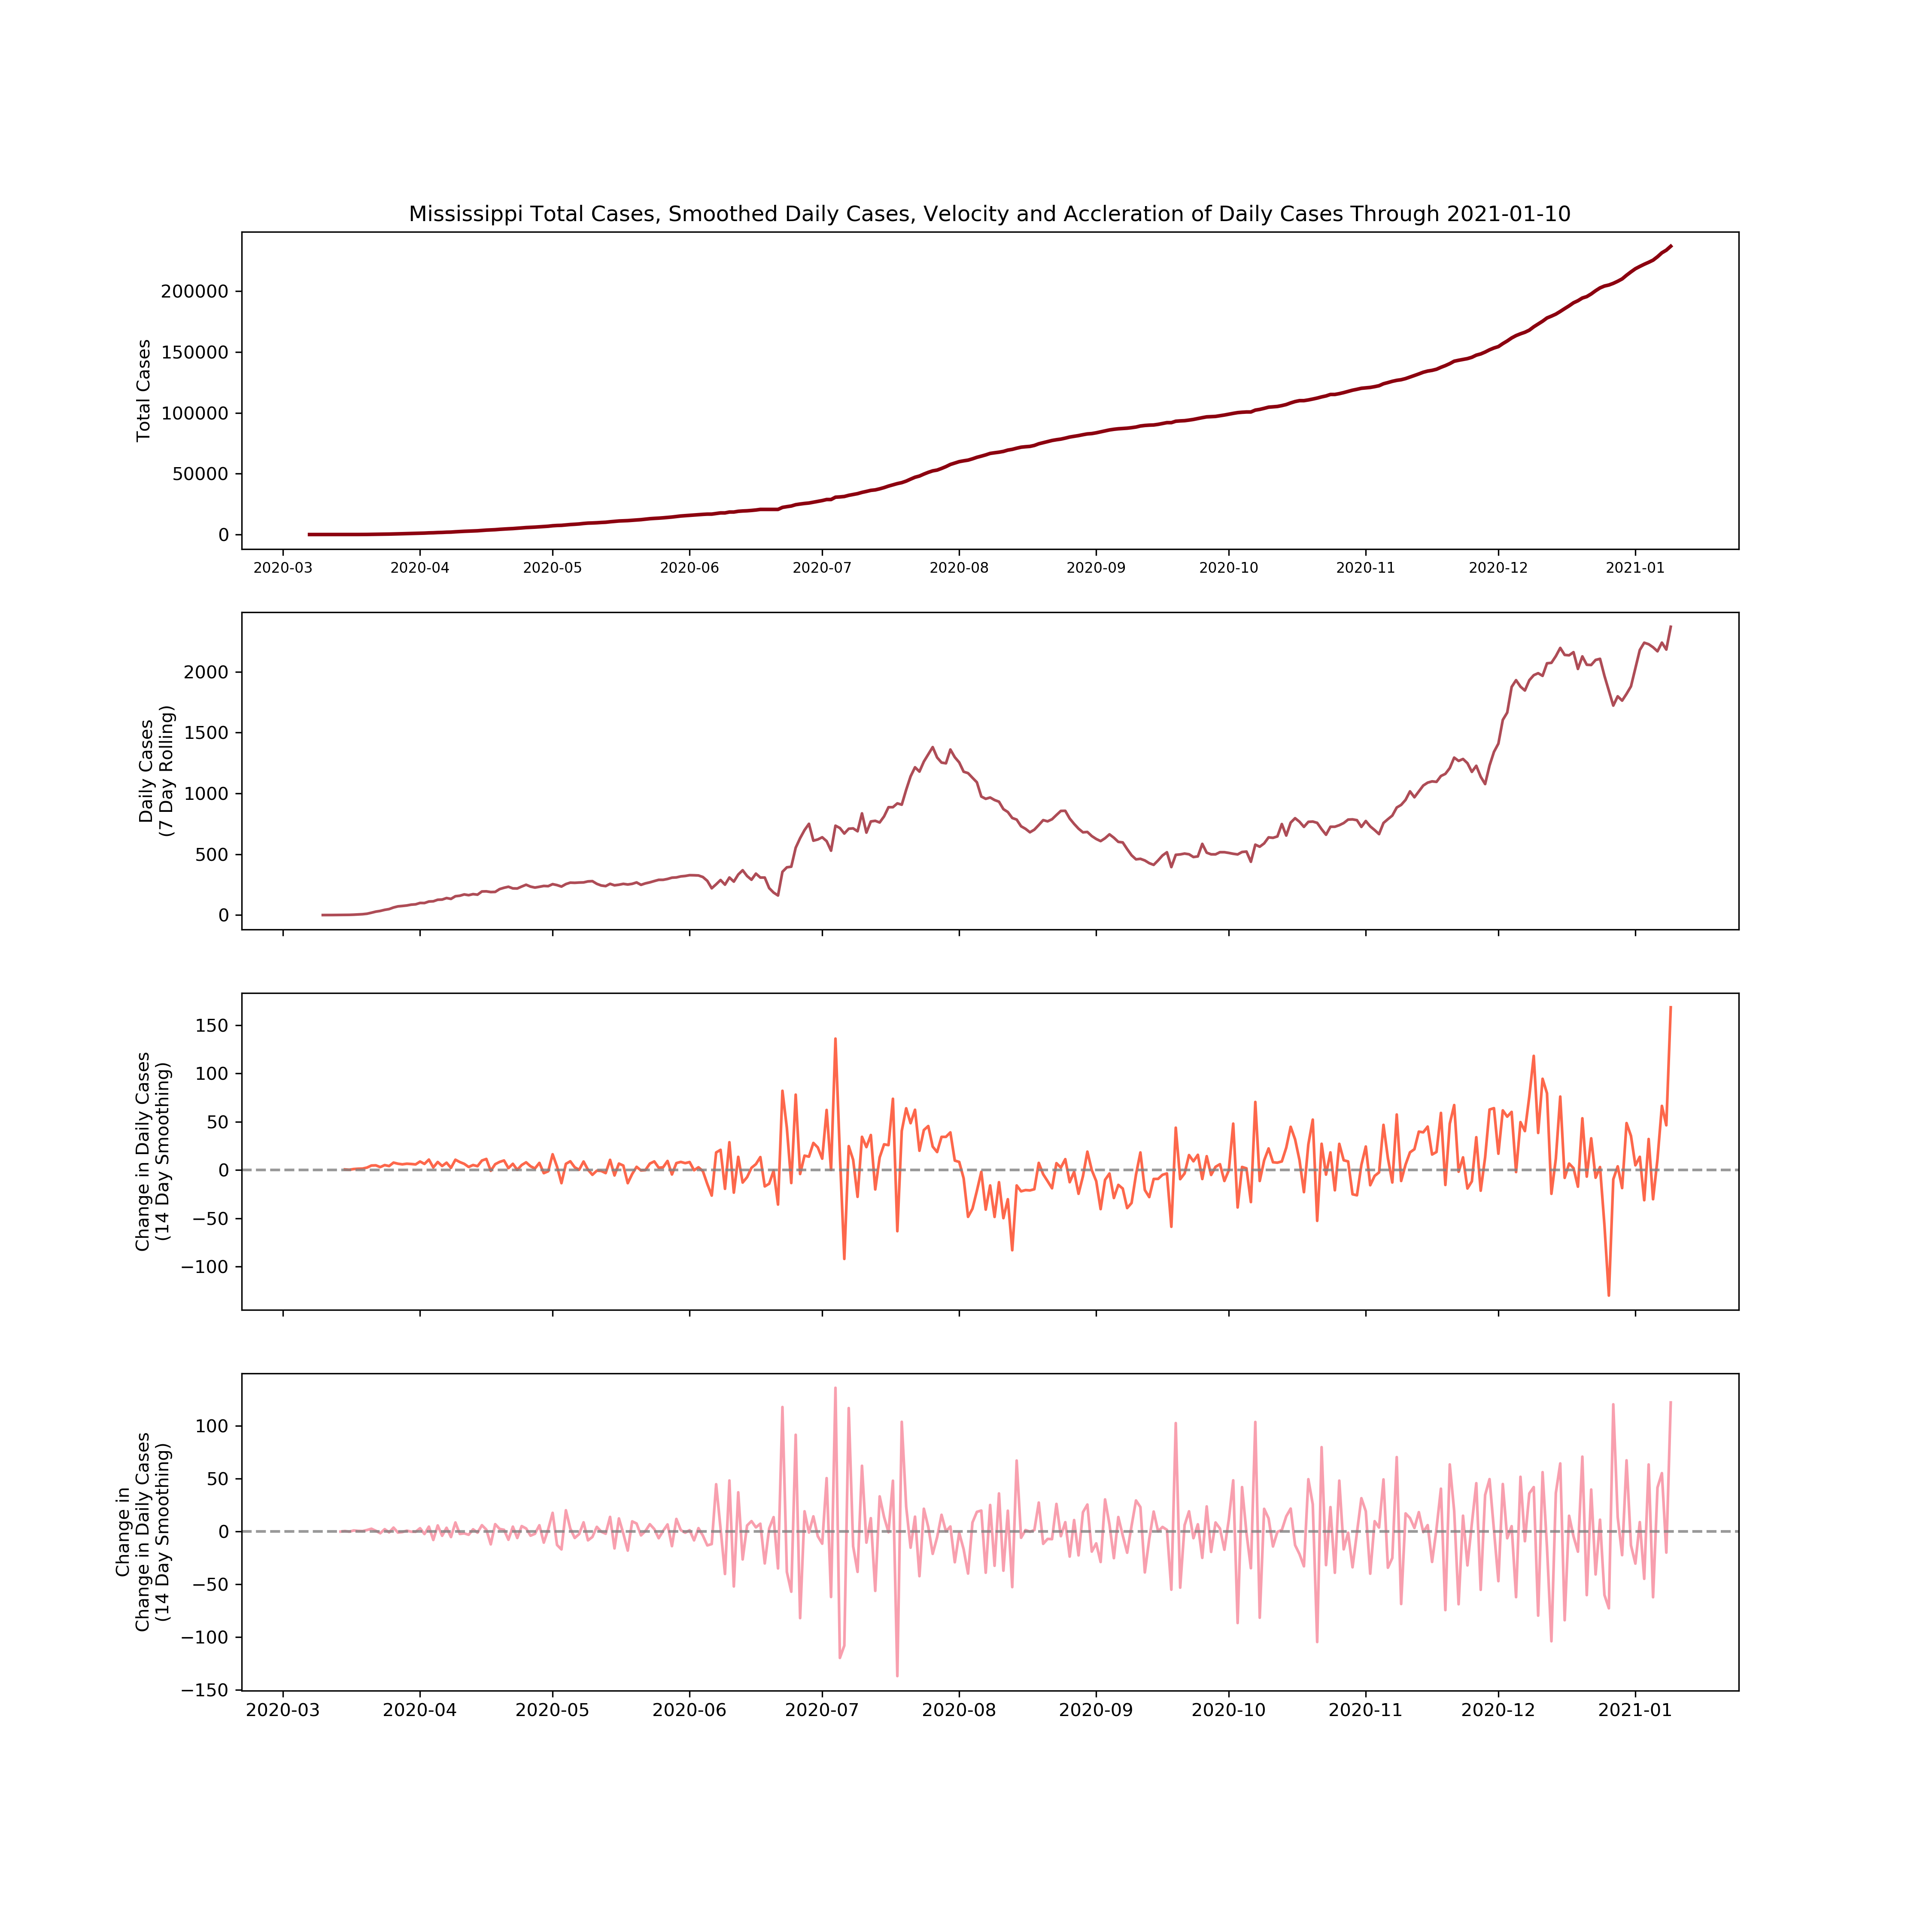 Mississippi Total Cases, Smoothed Daily Cases, Velocity and Accleration of Daily Cases Through 2021-01-10
Total Cases
200000
150000
100000
50000
0
2020-03 2020-04 2020-05 2020-06 2020-07 2020-08 2020-09 2020-10 2020-11 2020-12 2021-01
Daily Cases
(7 Day Rolling)
2000
1500
1000
500
0
Change in Daily Cases
(14 Day Smoothing)
150
100
50
0
−50
−100
Change in
Change in Daily Cases
(14 Day Smoothing)
100
50
0
−50
−100
−150
2020-03 2020-04 2020-05 2020-06 2020-07 2020-08 2020-09 2020-10 2020-11 2020-12 2021-01